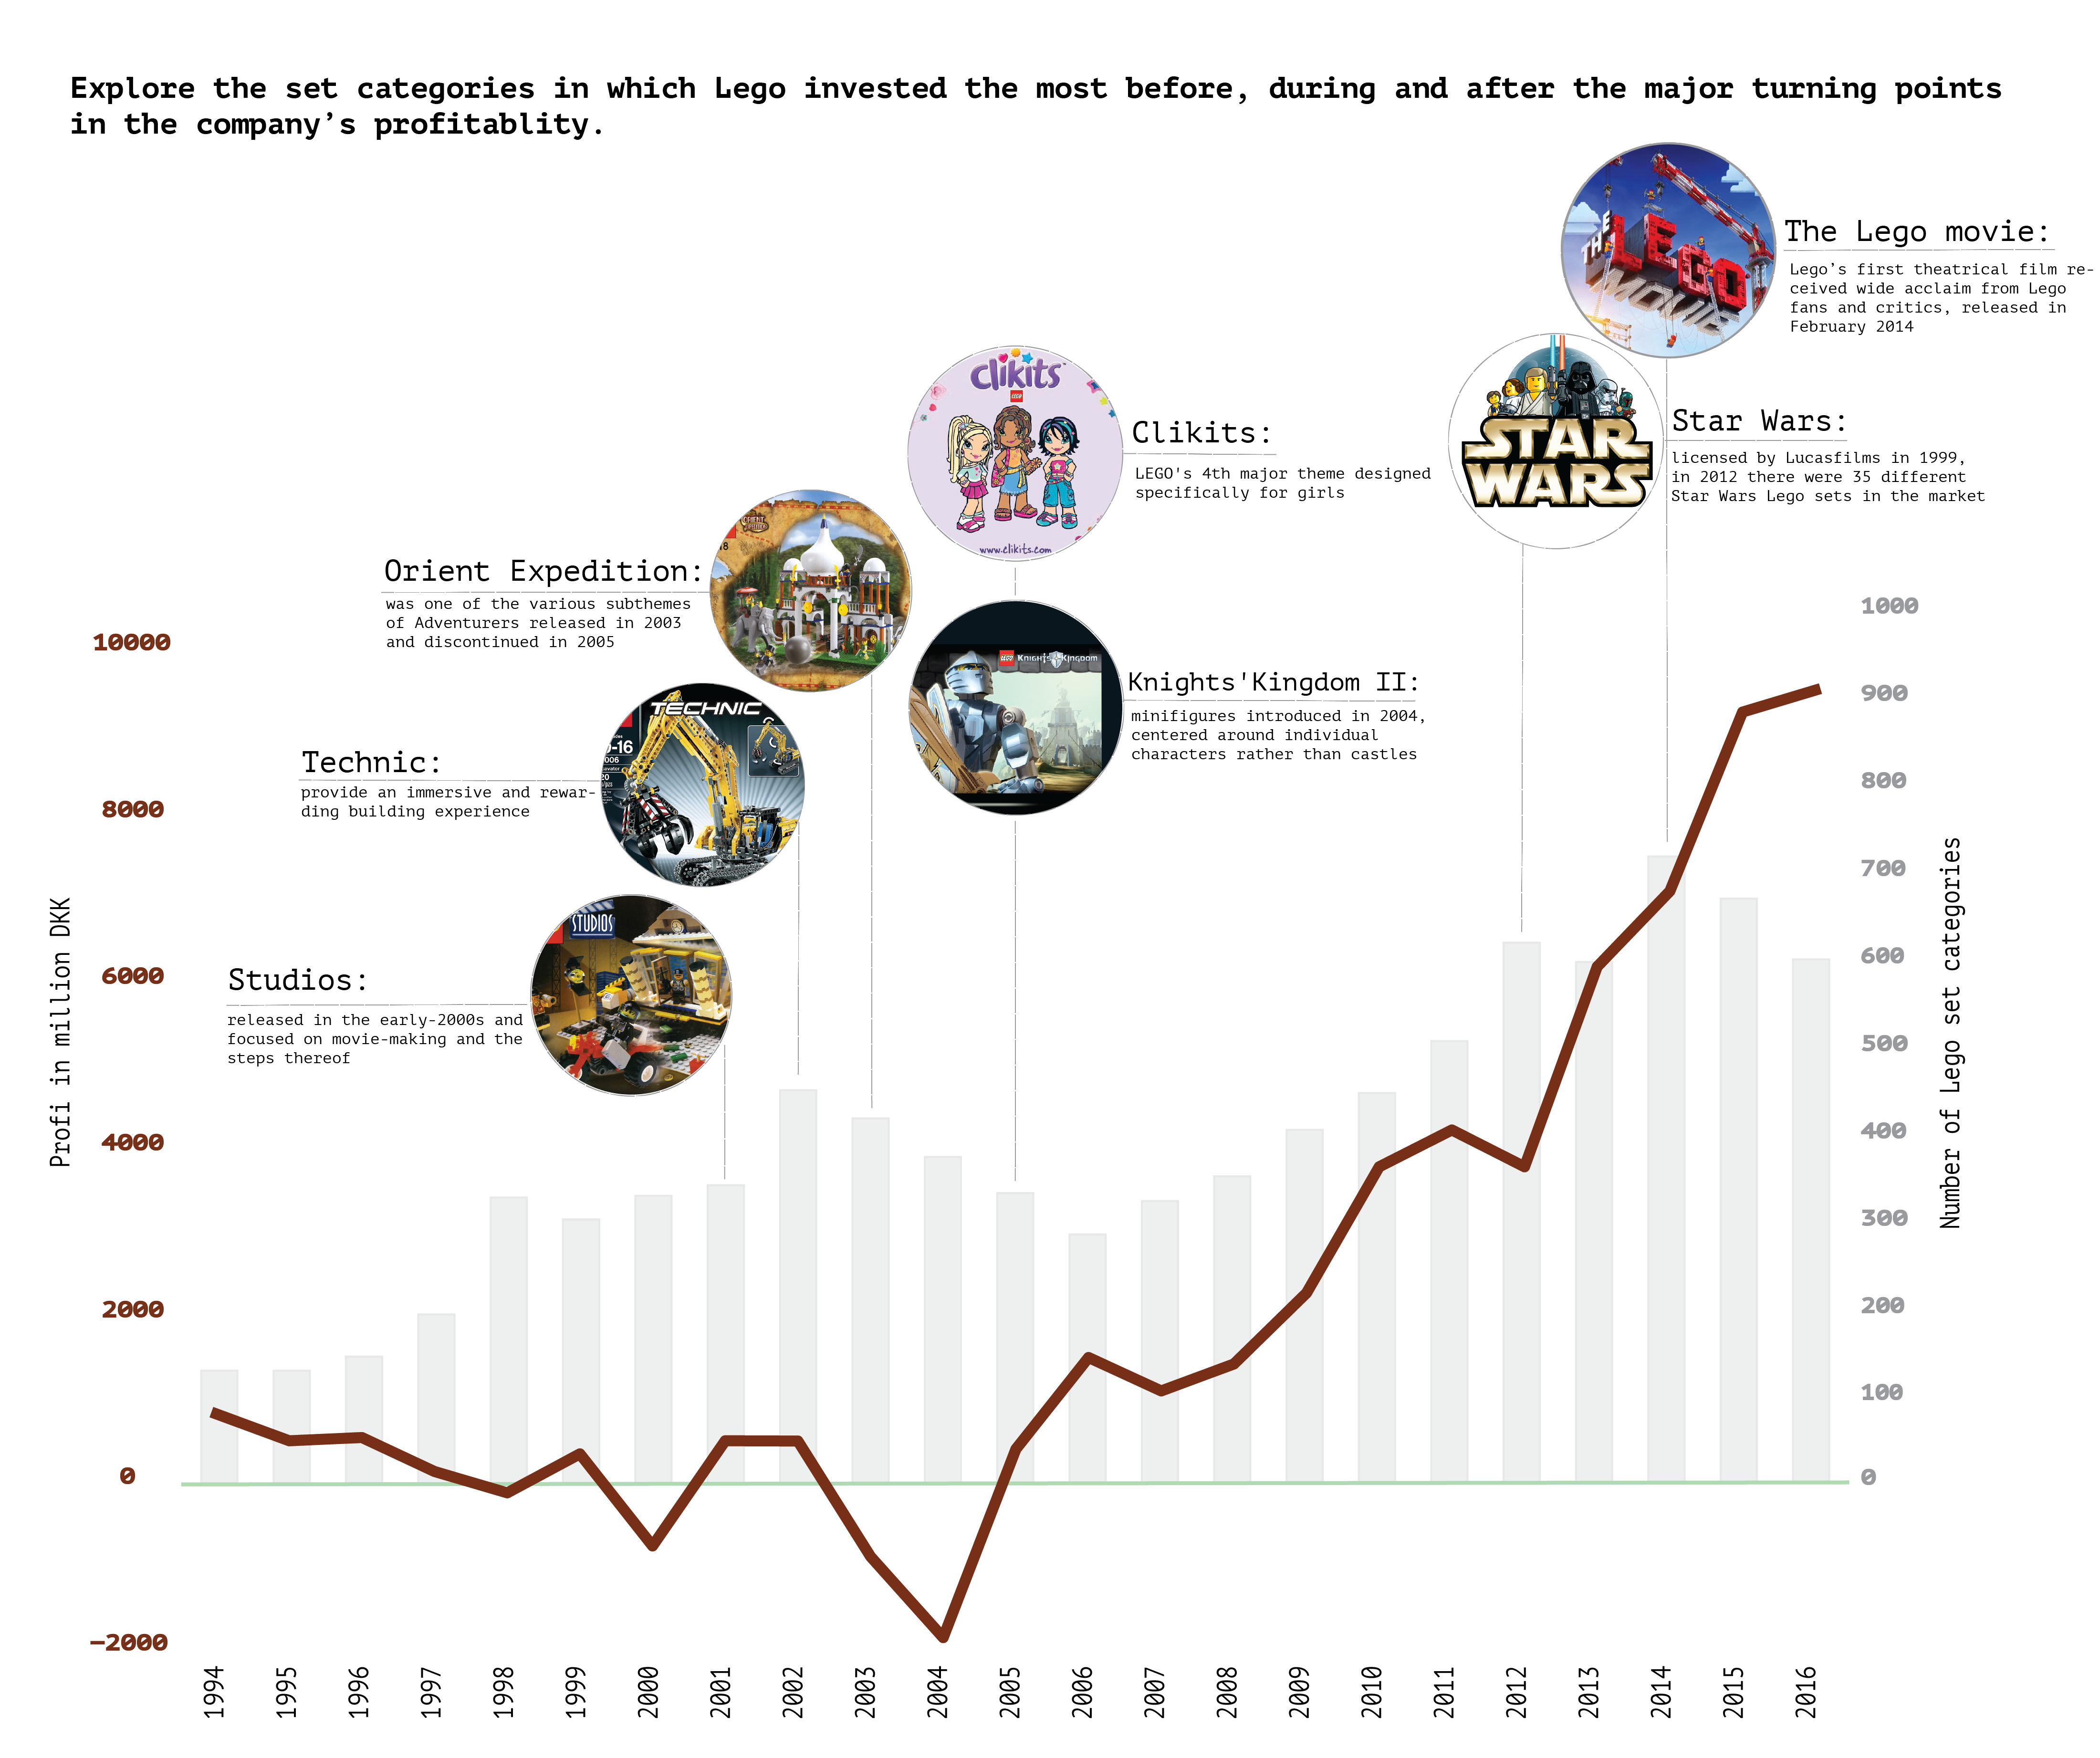 Explore the set categories in which Lego invested the most before, during and after the major turning points
in the company's profitablity.
The Lego movie:
Lego's first theatrical film re-
ceived wide acclaim from Lego
fans and critics, released in
February 2014
THE
LEGO
MOVIE
Star Wars:
licensed by Lucasfilms in 1999,
in 2012 there were 35 different
Star Wars Lego sets in the market
STAR
WARS
clikits
LEGO
www.clikits.com
Clikits:
LEGO's 4th major theme designed
specifically for girls
Orient Expedition:
was one of the various subthemes
of Adventurers released in 2003
and discontinued in 2005
ORIENT
LEGO Knights Kingdom
Knights'Kingdom II:
minifigures introduced in 2004,
centered around individual
characters rather than castles
TECHNIC
Technic:
provide an immersive and rewar-
ding building experience
STUDIOS
Studios:
released in the early-2000s and
focused on movie-making and the
steps thereof
Profi in million DKK
10000
8000
6000
4000
2000
0
−2000
Number of Lego set categories
1000
900
800
700
600
500
400
300
200
100
0
1994
1995
1996
1997
1998
1999
2000
2001
2002
2003
2004
2005
2006
2007
2008
2009
2010
2011
2012
2013
2014
2015
2016